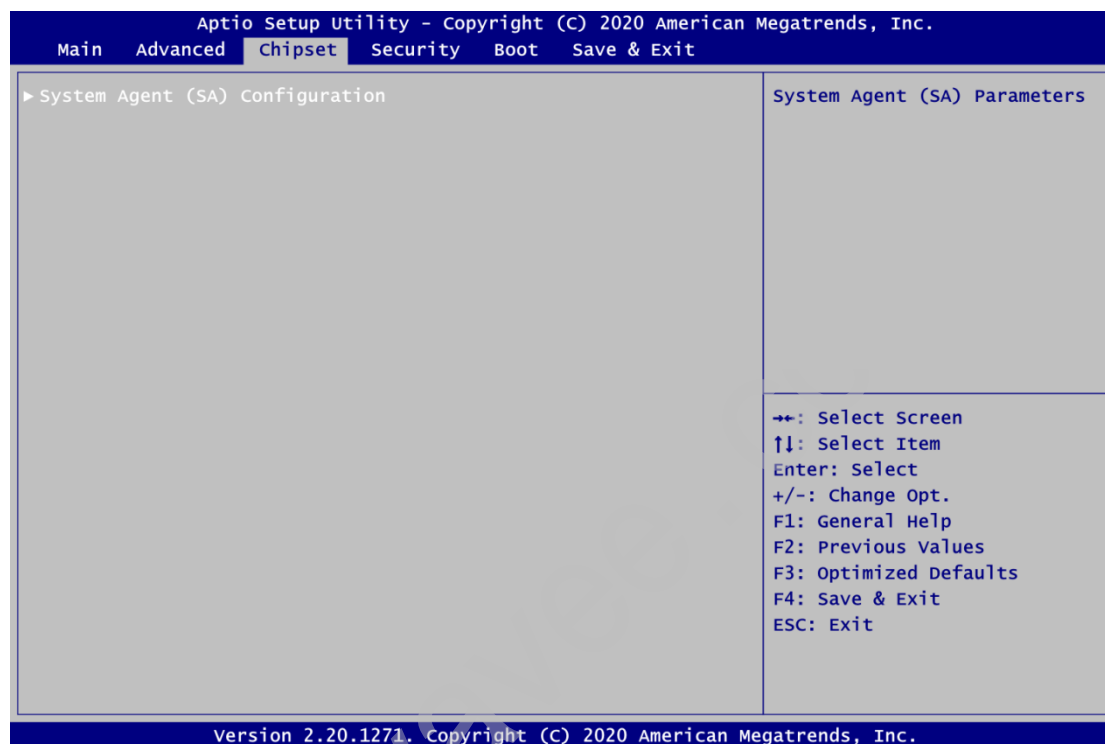 Aptio Setup Utility – Copyright (C) 2020 American Megatrends, Inc.
Main Advanced Chipset Security Boot Save & Exit
►System Agent (SA) Configuration
System Agent (SA) Parameters
→←: Select Screen
↑↓: Select Item
Enter: Select
+/-: Change Opt.
F1: General Help
F2: Previous Values
F3: Optimized Defaults
F4: Save & Exit
ESC: Exit
Version 2.20.1271. Copyright (C) 2020 American Megatrends, Inc.